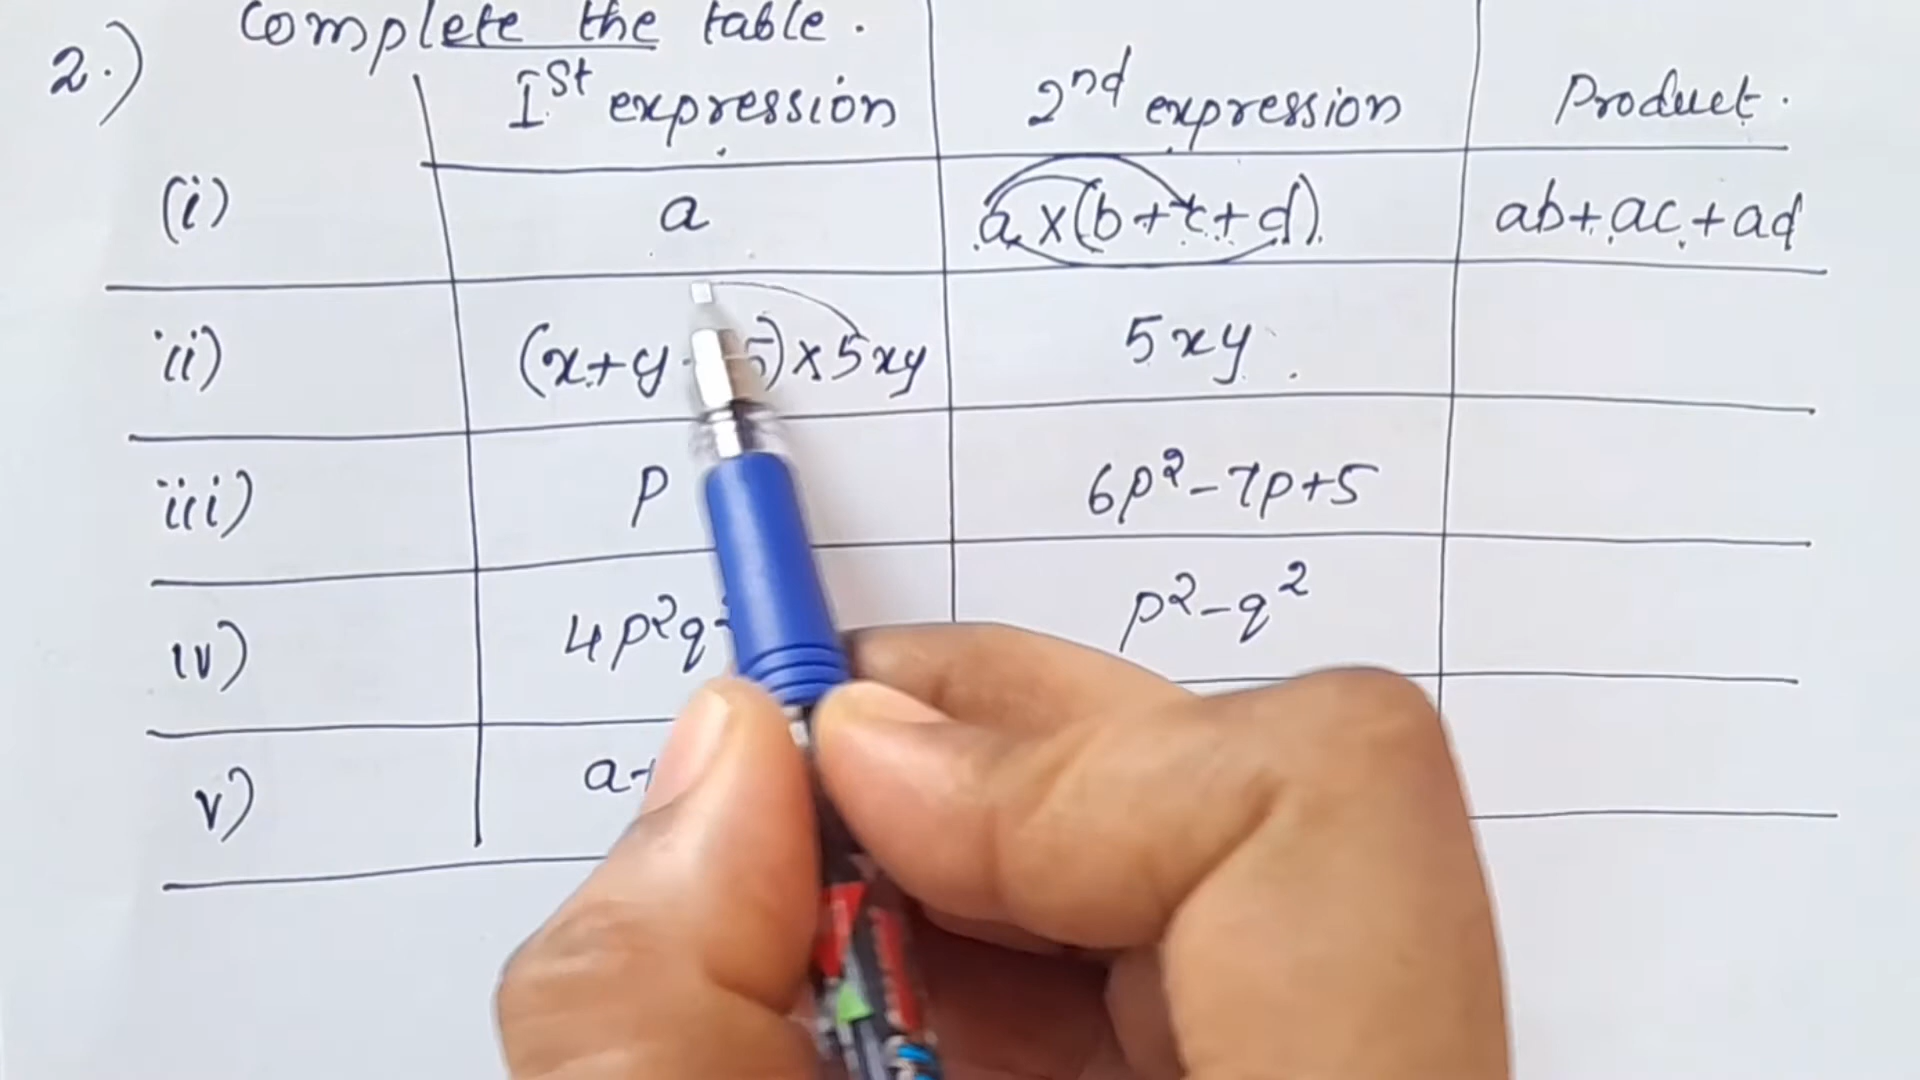 2.) Complete the table.
Ist expression 2nd expression Product.
(i) a a x (b+c+d) ab+ac+ad
ii) (x+y 5) x 5xy 5xy
iii) p 6p²-7p+5
iv) 4p²q p²-q²
v) a+